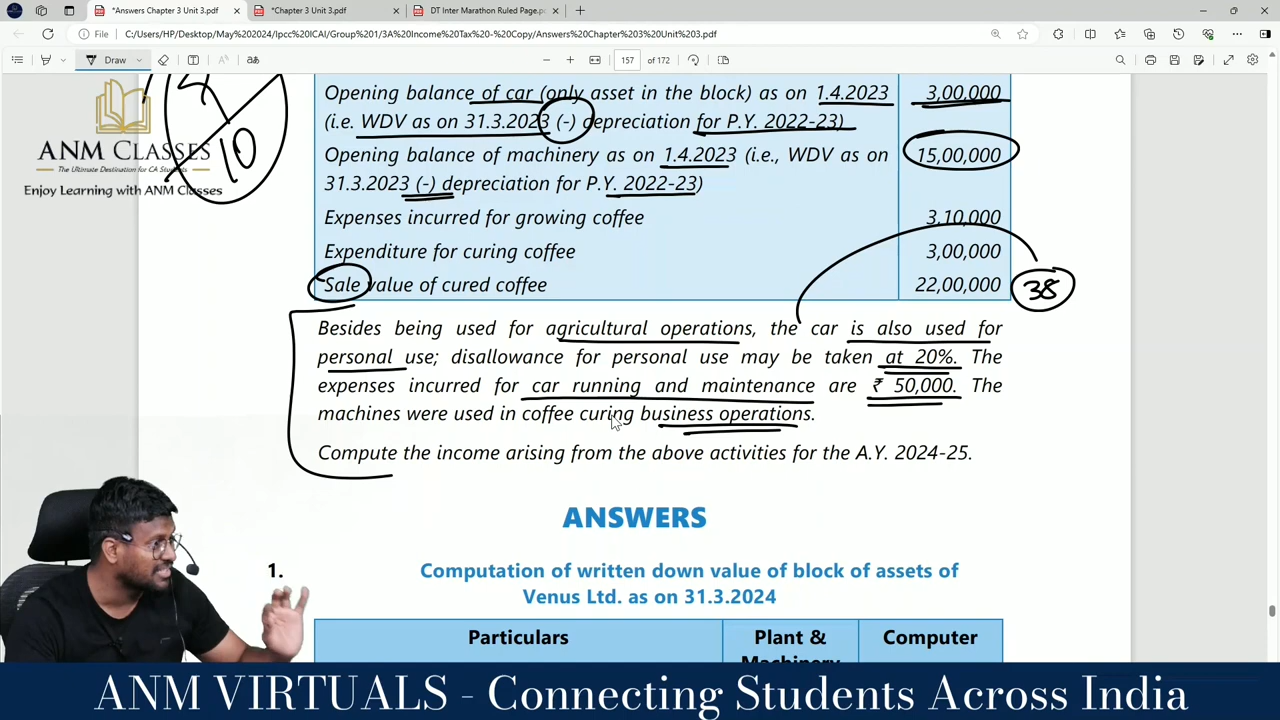 *Answers Chapter 3 Unit 3.pdf
*Chapter 3 Unit 3.pdf
DT Inter Marathon Ruled Page.p
File
C:/Users/HP/Desktop/May%202024/Ipcc%20ICAI/Group%201/3A%20Income%20Tax%20-%20Copy/Answers%20Chapter%203%20Unit%203.pdf
Draw
157 of 172
Opening balance of car (only asset in the block) as on 1.4.2023 3,00,000
(i.e. WDV as on 31.3.2023 (-) depreciation for P.Y. 2022-23)
Opening balance of machinery as on 1.4.2023 (i.e., WDV as on 15,00,000
31.3.2023 (-) depreciation for P.Y. 2022-23)
Expenses incurred for growing coffee 3,10,000
Expenditure for curing coffee 3,00,000
Sale value of cured coffee 22,00,000
38
10
ANM CLASSES
The Ultimate Destination for CA Students
Enjoy Learning with ANM Classes
Besides being used for agricultural operations, the car is also used for
personal use; disallowance for personal use may be taken at 20%. The
expenses incurred for car running and maintenance are ₹ 50,000. The
machines were used in coffee curing business operations.
Compute the income arising from the above activities for the A.Y. 2024-25.
ANSWERS
1. Computation of written down value of block of assets of
Venus Ltd. as on 31.3.2024
Particulars Plant & Computer
Machinery
ANM VIRTUALS - Connecting Students Across India